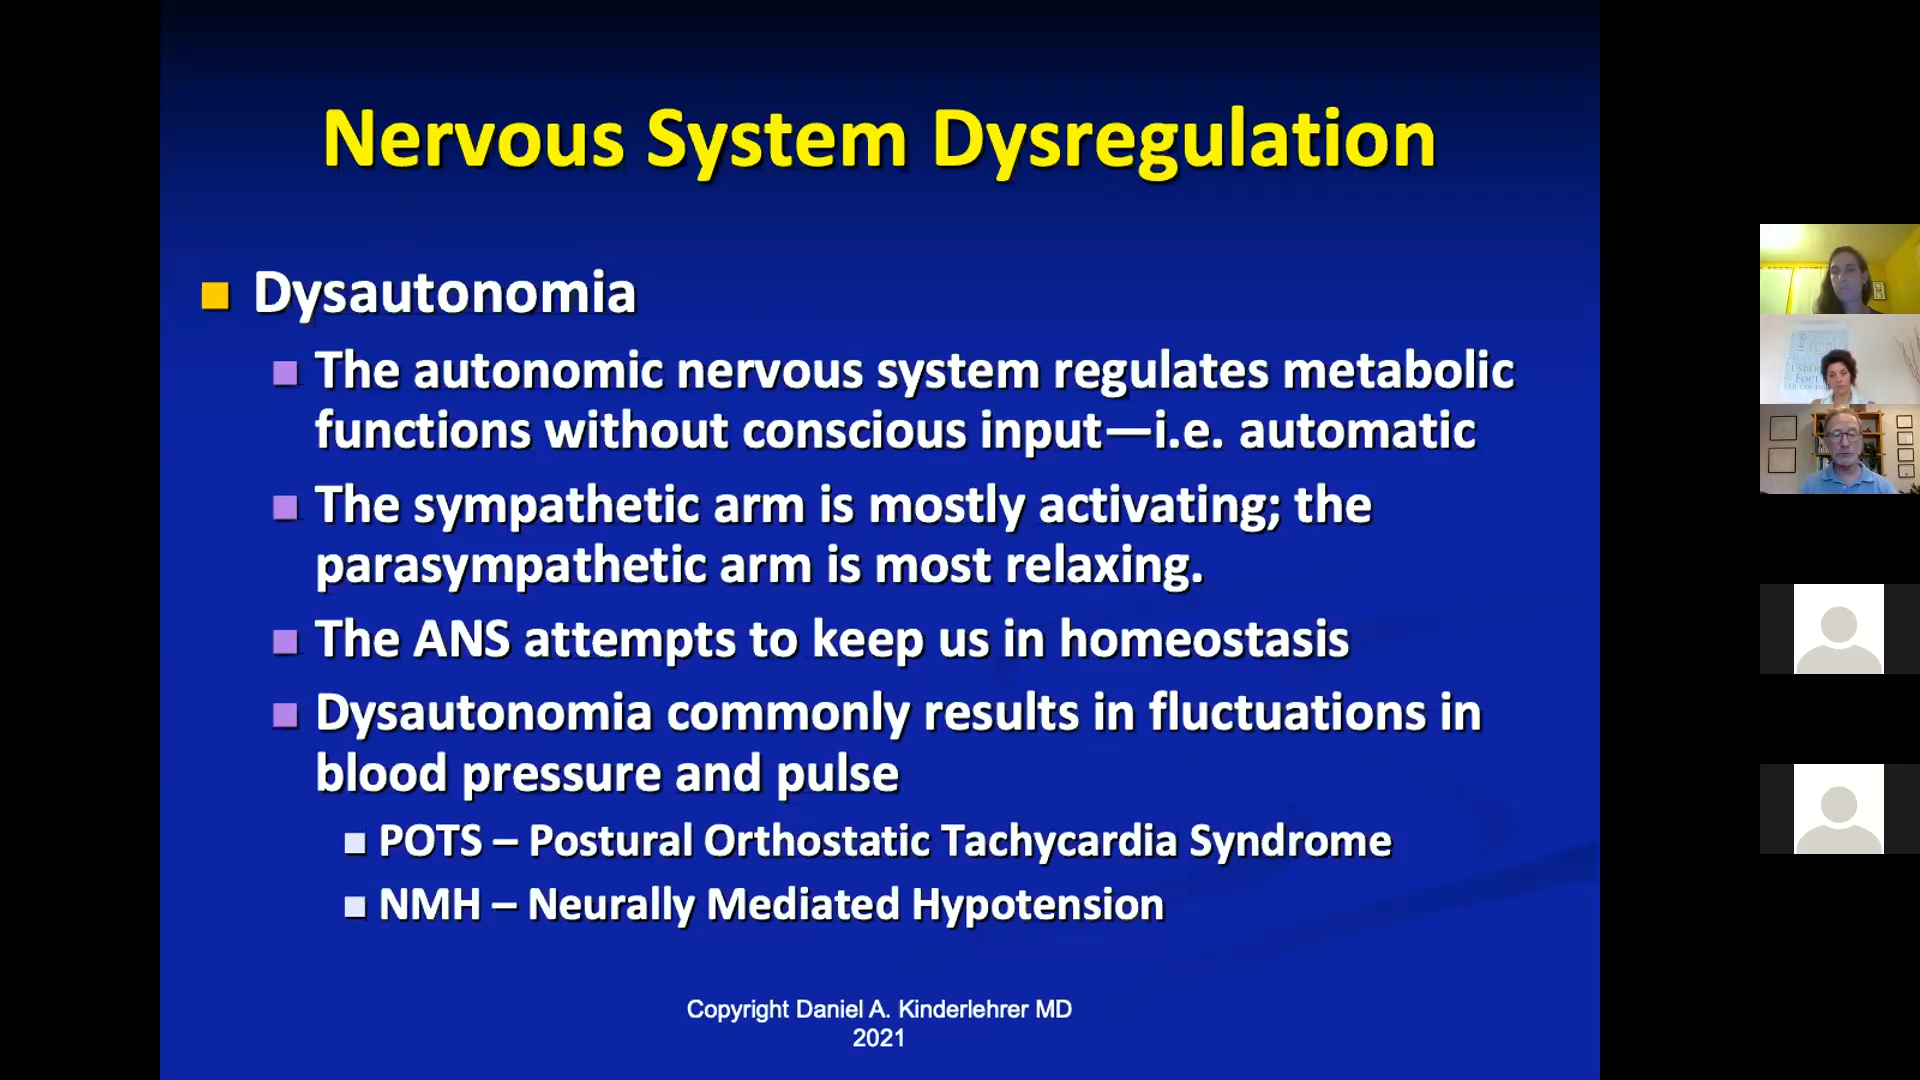 Nervous System Dysregulation
Dysautonomia
The autonomic nervous system regulates metabolic
functions without conscious input—i.e. automatic
The sympathetic arm is mostly activating; the
parasympathetic arm is most relaxing.
The ANS attempts to keep us in homeostasis
Dysautonomia commonly results in fluctuations in
blood pressure and pulse
POTS – Postural Orthostatic Tachycardia Syndrome
NMH – Neurally Mediated Hypotension
Copyright Daniel A. Kinderlehrer MD
2021